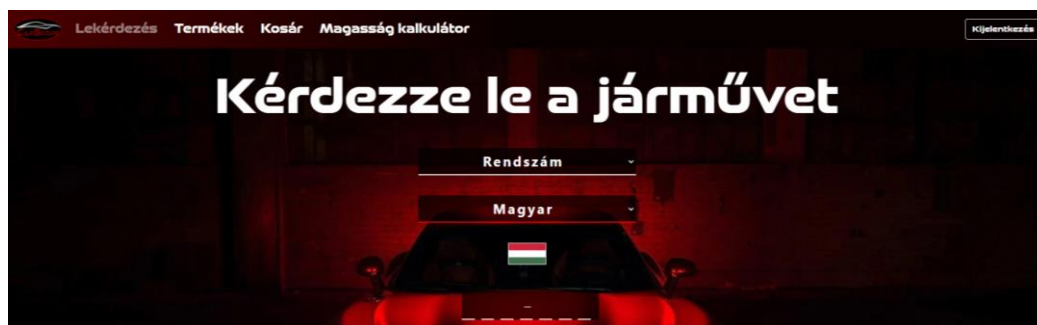 Lekérdezés Termékek Kosár Magasság kalkulátor Kijelentkezés
Kérdezze le a járművet
Rendszám
Magyar
_ _ _ - _ _ _ _